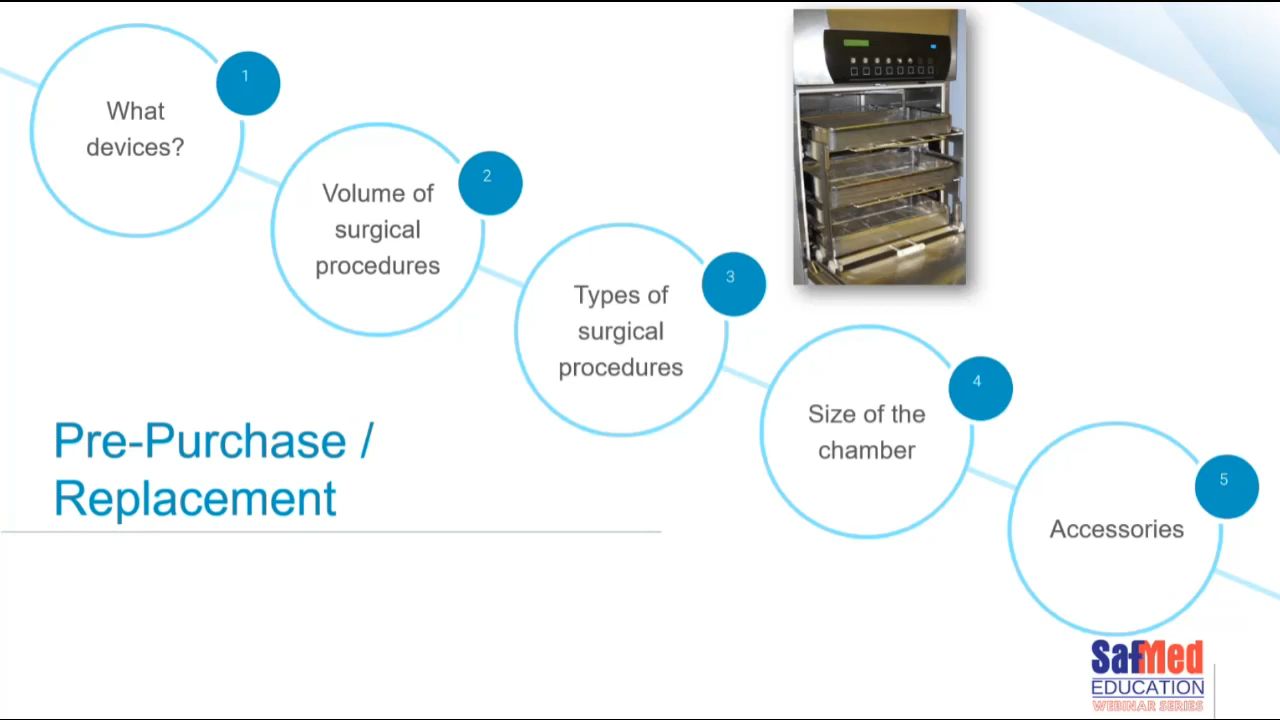 1
What
devices?
2
Volume of
surgical
procedures
3
Types of
surgical
procedures
4
Size of the
chamber
5
Accessories
Pre-Purchase /
Replacement
SafMed
EDUCATION
WEBINAR SERIES